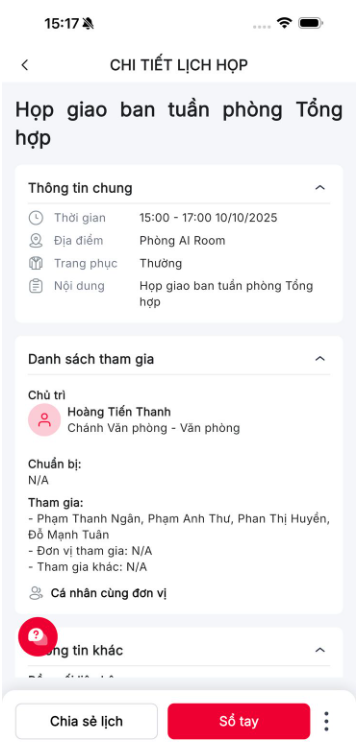 15:17
CHI TIẾT LỊCH HỌP
Họp giao ban tuần phòng Tổng
hợp
Thông tin chung
Thời gian 15:00 - 17:00 10/10/2025
Địa điểm Phòng AI Room
Trang phục Thường
Nội dung Họp giao ban tuần phòng Tổng
hợp
Danh sách tham gia
Chủ trì
Hoàng Tiến Thanh
Chánh Văn phòng - Văn phòng
Chuẩn bị:
N/A
Tham gia:
- Phạm Thanh Ngân, Phạm Anh Thư, Phan Thị Huyền,
Đỗ Mạnh Tuân
- Đơn vị tham gia: N/A
- Tham gia khác: N/A
Cá nhân cùng đơn vị
tin khác
Chia sẻ lịch
Sổ tay